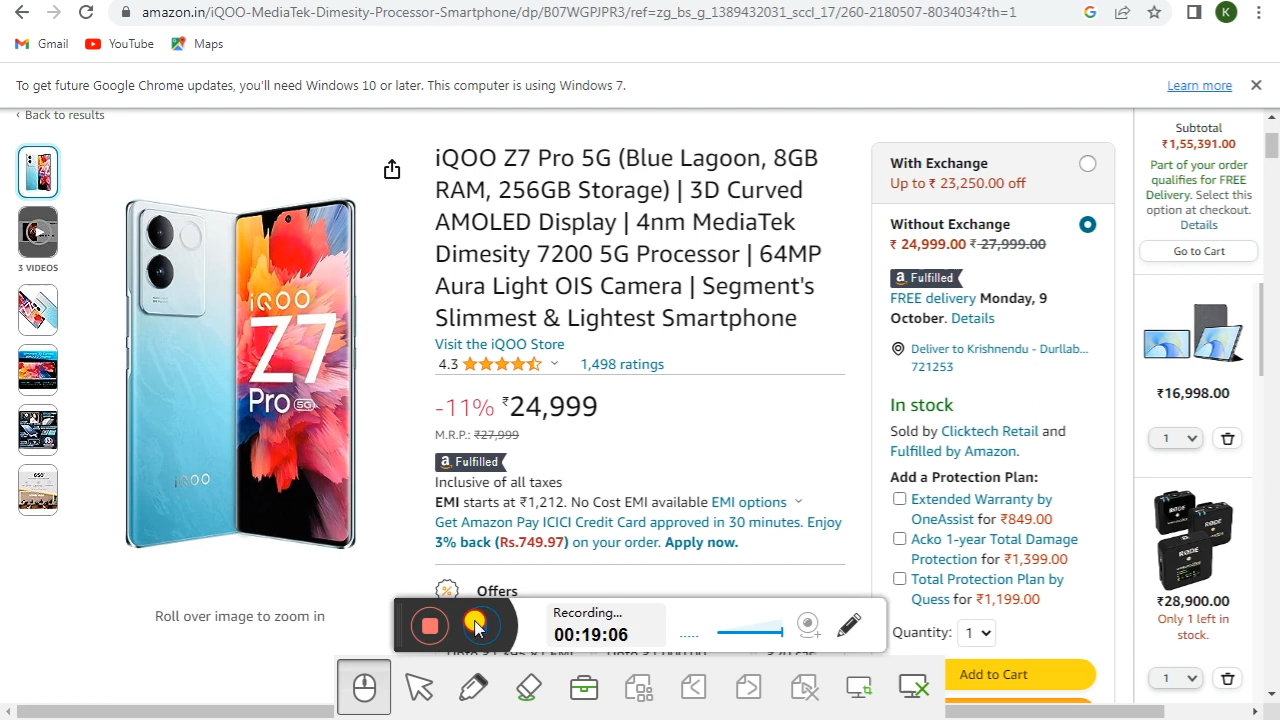 amazon.in/iQOO-MediaTek-Dimesity-Processor-Smartphone/dp/B07WGPJPR3/ref=zg_bs_g_1389432031_sccl_17/260-2180507-8034034?th=1
K
Gmail YouTube Maps
To get future Google Chrome updates, you'll need Windows 10 or later. This computer is using Windows 7.
Learn more
‹ Back to results
3 VIDEOS
iQOO
Z7
Pro 5G
iQOO
Roll over image to zoom in
iQOO Z7 Pro 5G (Blue Lagoon, 8GB
RAM, 256GB Storage) | 3D Curved
AMOLED Display | 4nm MediaTek
Dimesity 7200 5G Processor | 64MP
Aura Light OIS Camera | Segment's
Slimmest & Lightest Smartphone
Visit the iQOO Store
4.3 1,498 ratings
-11% ₹24,999
M.R.P.: ₹27,999
a Fulfilled
Inclusive of all taxes
EMI starts at ₹1,212. No Cost EMI available EMI options
Get Amazon Pay ICICI Credit Card approved in 30 minutes. Enjoy
3% back (Rs.749.97) on your order. Apply now.
Offers
Recording...
00:19:06
With Exchange
Up to ₹ 23,250.00 off
Without Exchange
₹ 24,999.00 ₹ 27,999.00
a Fulfilled
FREE delivery Monday, 9
October. Details
Deliver to Krishnendu - Durllab...
721253
In stock
Sold by Clicktech Retail and
Fulfilled by Amazon.
Add a Protection Plan:
Extended Warranty by
OneAssist for ₹849.00
Acko 1-year Total Damage
Protection for ₹1,399.00
Total Protection Plan by
Quess for ₹1,199.00
Quantity: 1
Add to Cart
Subtotal
₹1,55,391.00
Part of your order
qualifies for FREE
Delivery. Select this
option at checkout.
Details
Go to Cart
₹16,998.00
1
RØDE
RØDE
RØDE
₹28,900.00
Only 1 left in
stock.
1